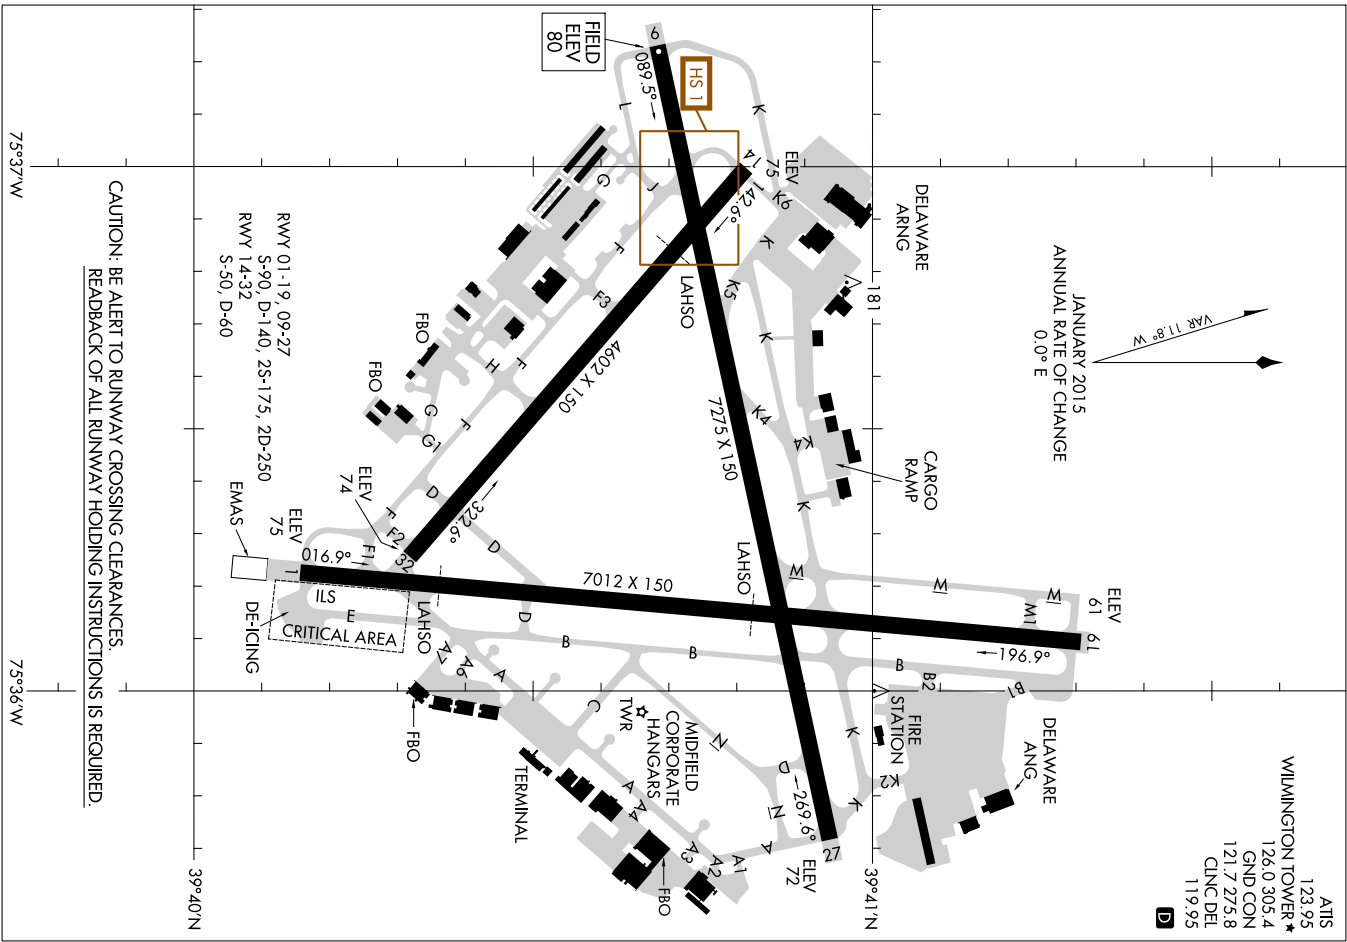 ATIS
123.95
WILMINGTON TOWER ★
126.0 305.4
GND CON
121.7 275.8
CLNC DEL
119.95
D
JANUARY 2015
ANNUAL RATE OF CHANGE
0.0° E
VAR 11.8° W
DELAWARE
ARNG
181
CARGO
RAMP
DELAWARE
ANG
FIRE
STATION
ELEV
61
19
196.9°
M
M
M1
M
B1
B2
B
B
B
K
K2
K
K
K
K4
K4
K
K5
K
K6
K
39°41'N
ELEV
75
14
142.6°
HS 1
LAHSO
9
089.5°
FIELD
ELEV
80
L
J
G
F
F3
F
H
F
G
G1
D
F
F2
F1
D
D
4602 X 150
7275 X 150
7012 X 150
LAHSO
LAHSO
322.6°
32
ELEV
74
016.9°
1
ELEV
75
EMAS
ILS
CRITICAL AREA
E
DE-ICING
A7
A6
A
C
N
N
D
269.6°
27
ELEV
72
A
A1
A2
A3
A4
A
MIDFIELD
CORPORATE
HANGARS
TWR
TERMINAL
FBO
FBO
FBO
FBO
39°40'N
75°37'W
75°36'W
RWY 01-19, 09-27
S-90, D-140, 2S-175, 2D-250
RWY 14-32
S-50, D-60
CAUTION: BE ALERT TO RUNWAY CROSSING CLEARANCES.
READBACK OF ALL RUNWAY HOLDING INSTRUCTIONS IS REQUIRED.